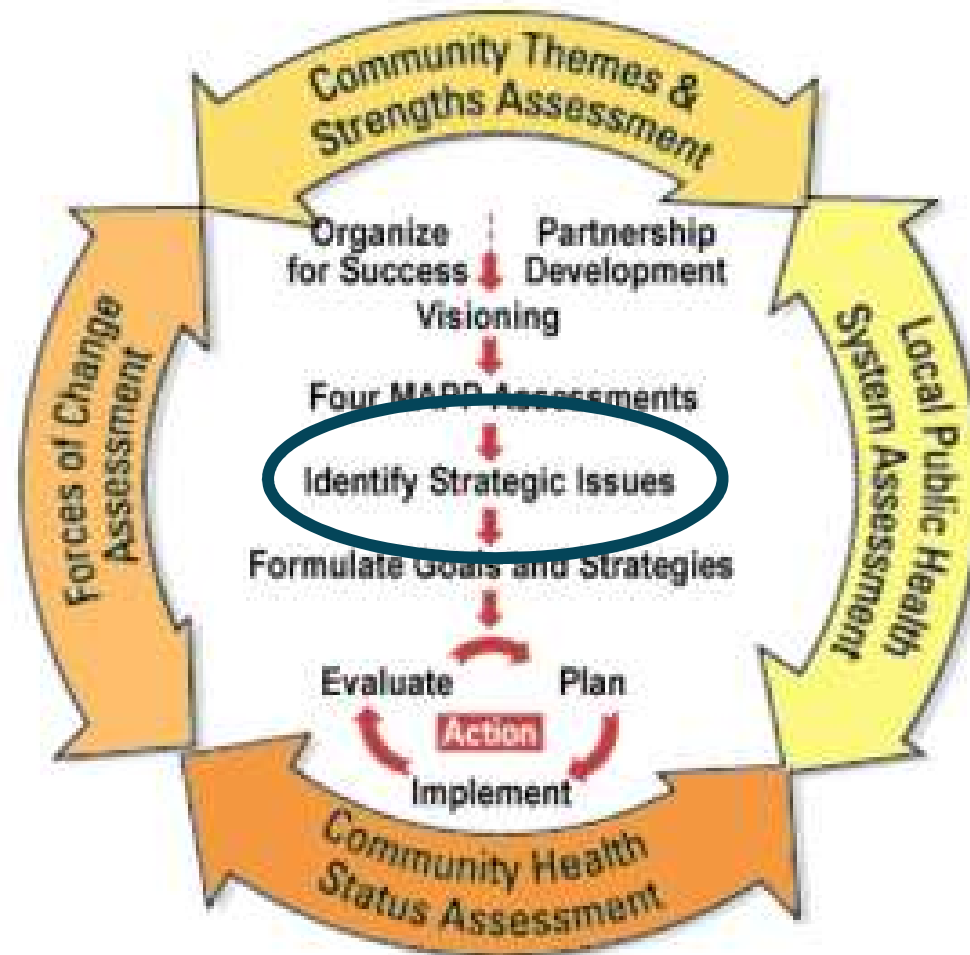 Community Themes &
Strengths Assessment
Organize
for Success
Partnership
Development
Visioning
Four MAPP Assessments
Identify Strategic Issues
Formulate Goals and Strategies
Evaluate
Plan
Action
Implement
Forces of Change
Assessment
Local Public Health
System Assessment
Community Health
Status Assessment